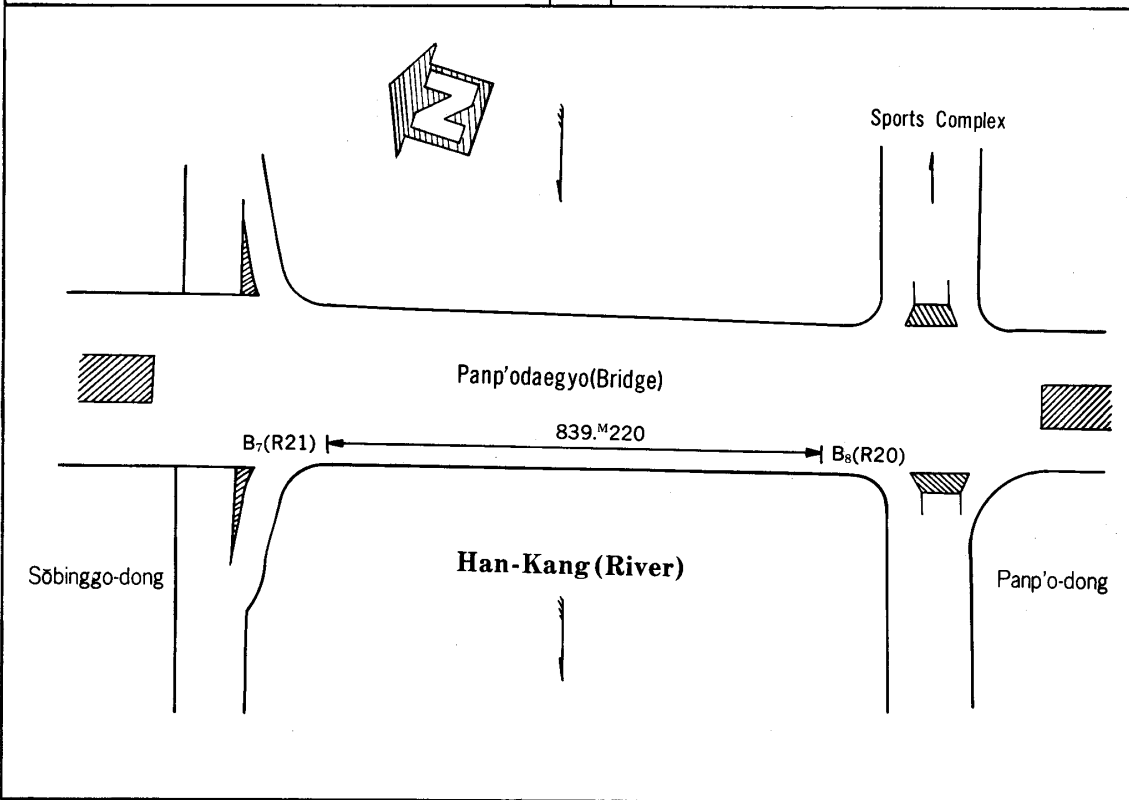 N
Sports Complex
Panp'odaegyo(Bridge)
839.ᴹ220
B₇(R21)
B₈(R20)
Han-Kang (River)
Sŏbinggo-dong
Panp'o-dong